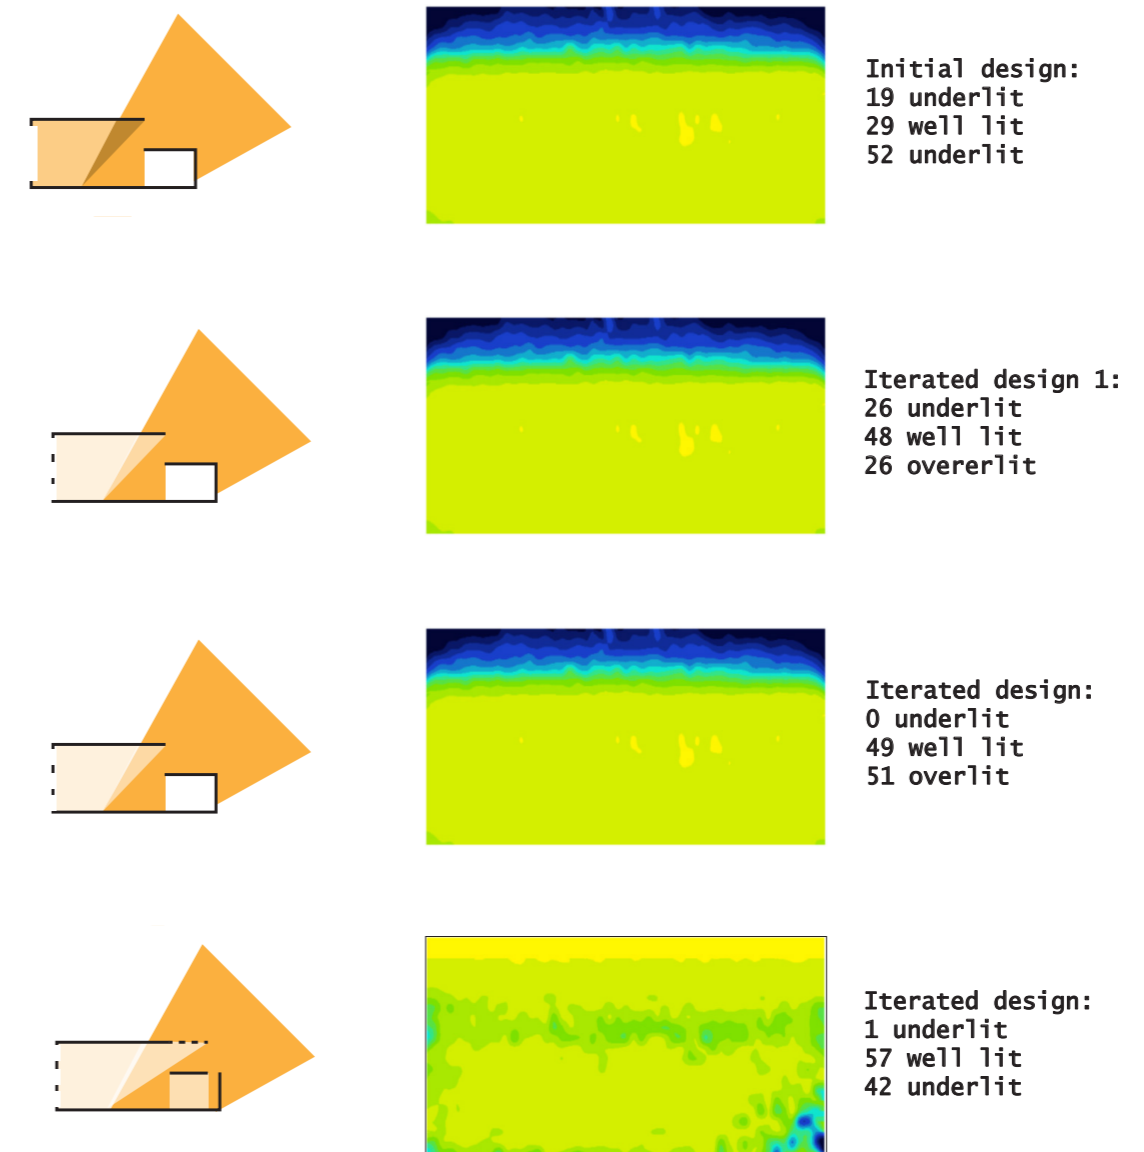 Initial design:
19 underlit
29 well lit
52 underlit
Iterated design 1:
26 underlit
48 well lit
26 overerlit
Iterated design:
0 underlit
49 well lit
51 overlit
Iterated design:
1 underlit
57 well lit
42 underlit